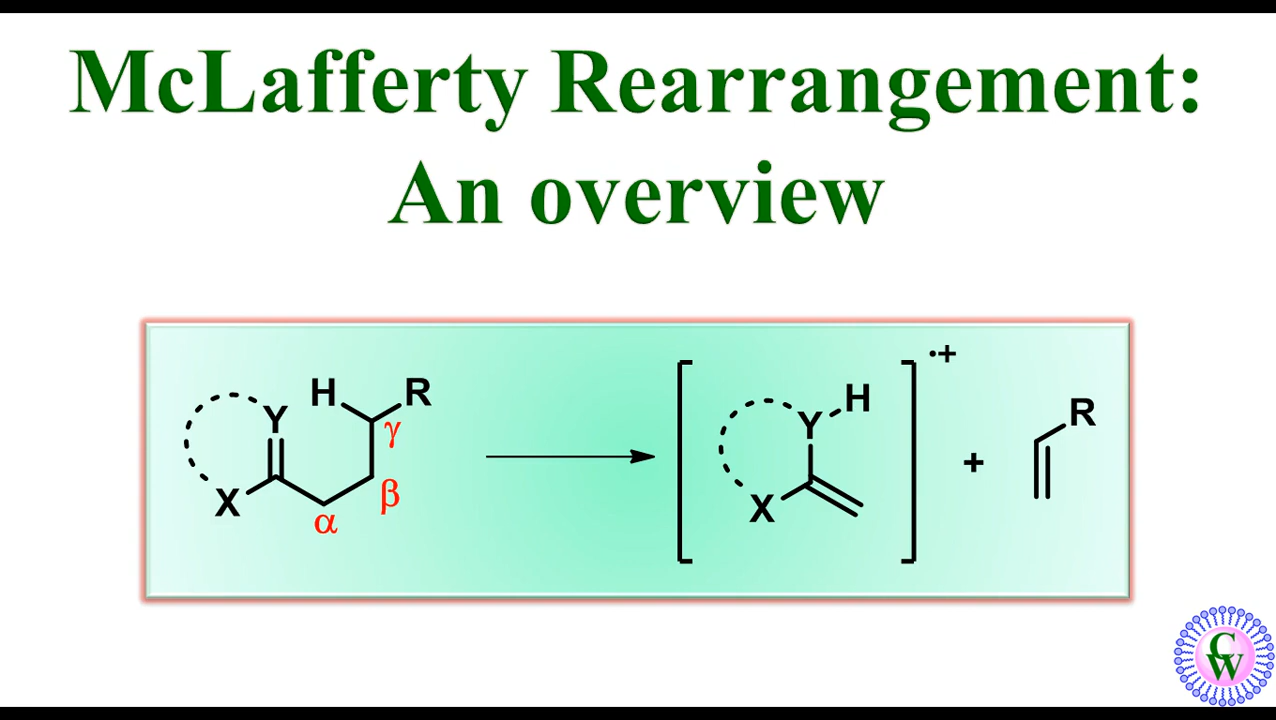 McLafferty Rearrangement:
An overview
H R
Y
γ
X
β
α
•+
H
Y
X
+
R
CW